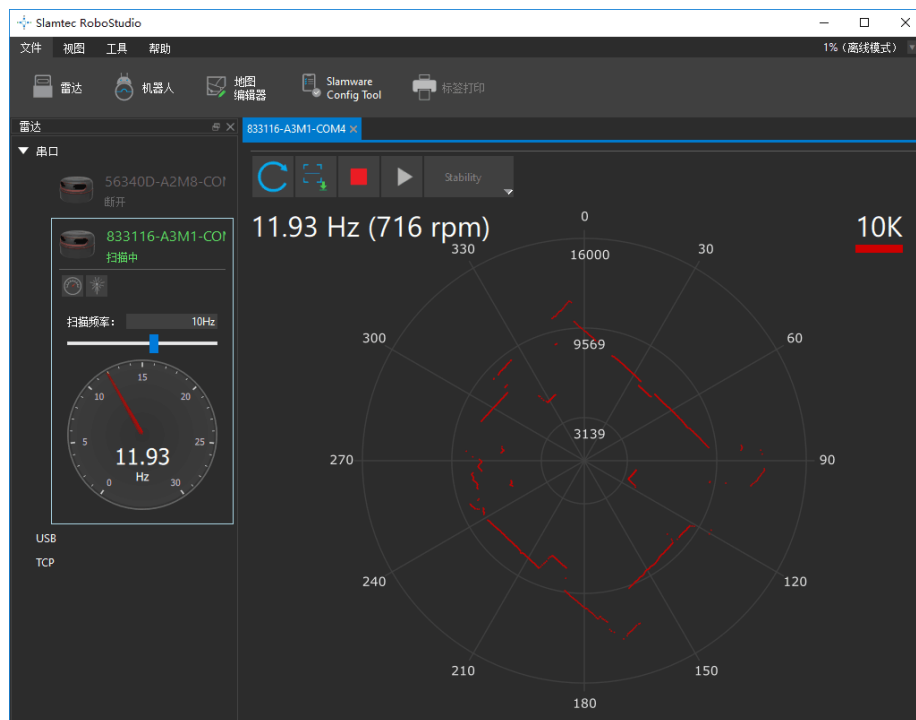 Slamtec RoboStudio
文件 视图 工具 帮助 1% (离线模式)
雷达 机器人 地图编辑器 Slamware Config Tool 标签打印
雷达
833116-A3M1-COM4
串口
56340D-A2M8-CO
断开
833116-A3M1-CO
扫描中
扫描频率: 10Hz
0 5 10 15 20 25 30
11.93
Hz
USB
TCP
Stability
11.93 Hz (716 rpm)
10K
0
330 30
16000
300 60
9569
3139
270 90
240 120
210 150
180